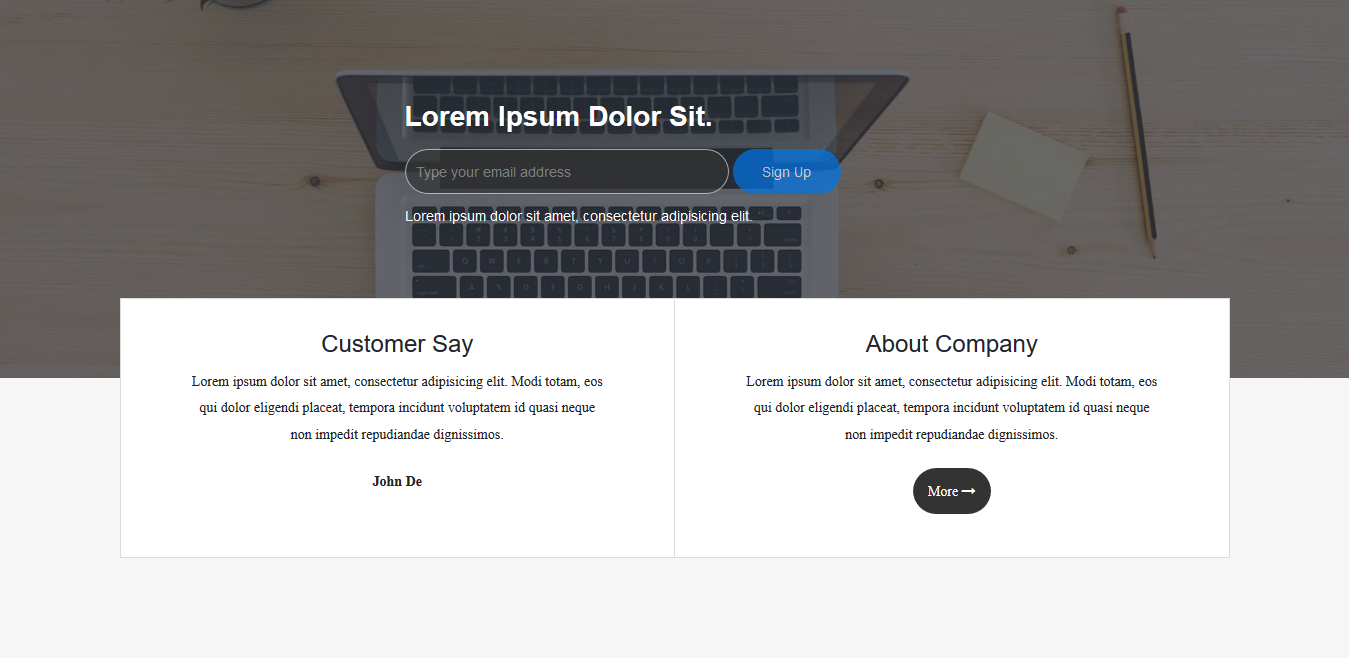 Lorem Ipsum Dolor Sit.
Type your email address
Sign Up
Lorem ipsum dolor sit amet, consectetur adipisicing elit.
Customer Say
Lorem ipsum dolor sit amet, consectetur adipisicing elit. Modi totam, eos
qui dolor eligendi placeat, tempora incidunt voluptatem id quasi neque
non impedit repudiandae dignissimos.
John De
About Company
Lorem ipsum dolor sit amet, consectetur adipisicing elit. Modi totam, eos
qui dolor eligendi placeat, tempora incidunt voluptatem id quasi neque
non impedit repudiandae dignissimos.
More →